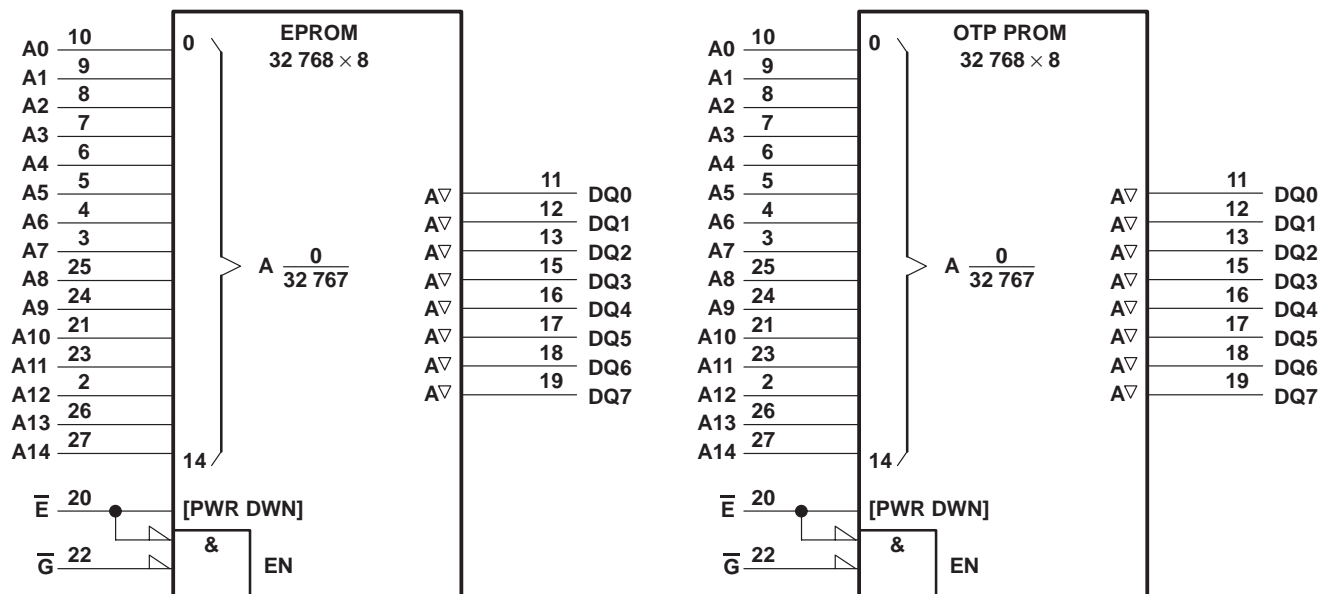 EPROM
32 768 × 8
A0 10 0
A1 9
A2 8
A3 7
A4 6
A5 5
A6 4
A7 3
A8 25
A9 24
A10 21
A11 23
A12 2
A13 26
A14 27 14
A 0
32 767
A▽ 11 DQ0
A▽ 12 DQ1
A▽ 13 DQ2
A▽ 15 DQ3
A▽ 16 DQ4
A▽ 17 DQ5
A▽ 18 DQ6
A▽ 19 DQ7
E̅ 20 [PWR DWN]
&
G̅ 22 EN
OTP PROM
32 768 × 8
A0 10 0
A1 9
A2 8
A3 7
A4 6
A5 5
A6 4
A7 3
A8 25
A9 24
A10 21
A11 23
A12 2
A13 26
A14 27 14
A 0
32 767
A▽ 11 DQ0
A▽ 12 DQ1
A▽ 13 DQ2
A▽ 15 DQ3
A▽ 16 DQ4
A▽ 17 DQ5
A▽ 18 DQ6
A▽ 19 DQ7
E̅ 20 [PWR DWN]
&
G̅ 22 EN